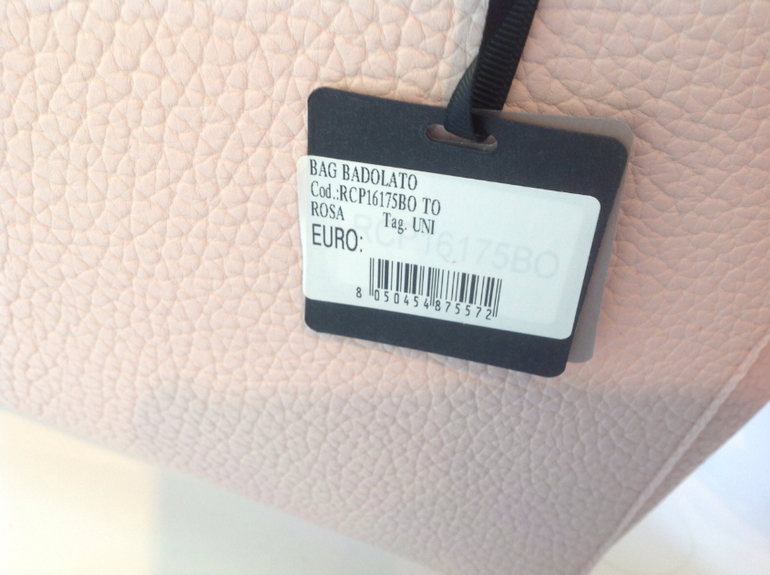 BAG BADOLATO
Cod.:RCP16175BO TO
ROSA Tag. UNI
RCP16175BO
EURO:
8 050454 875572